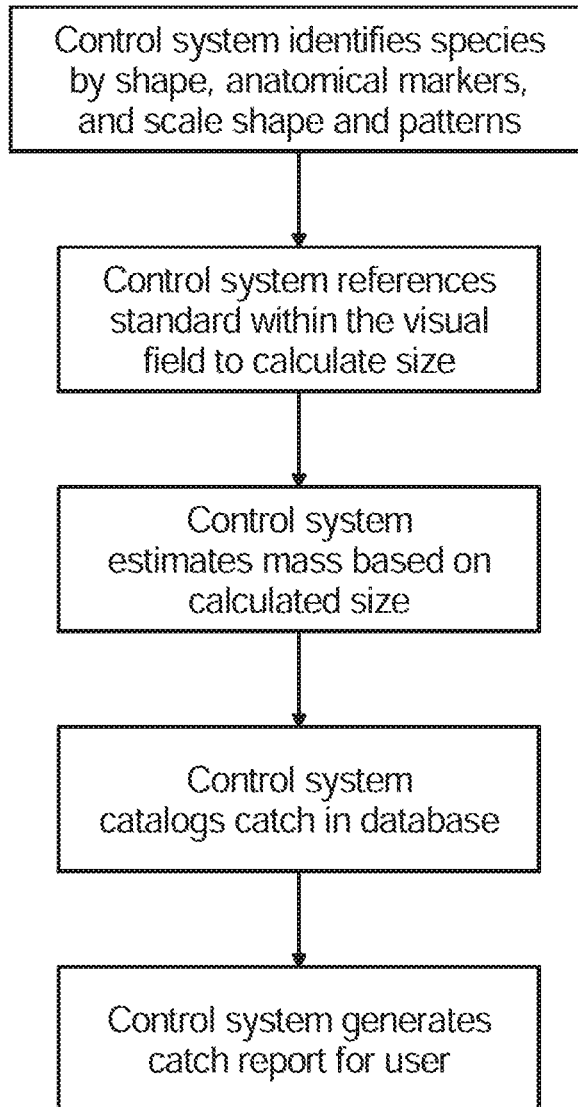 Control system identifies species
by shape, anatomical markers,
and scale shape and patterns
Control system references
standard within the visual
field to calculate size
Control system
estimates mass based on
calculated size
Control system
catalogs catch in database
Control system generates
catch report for user